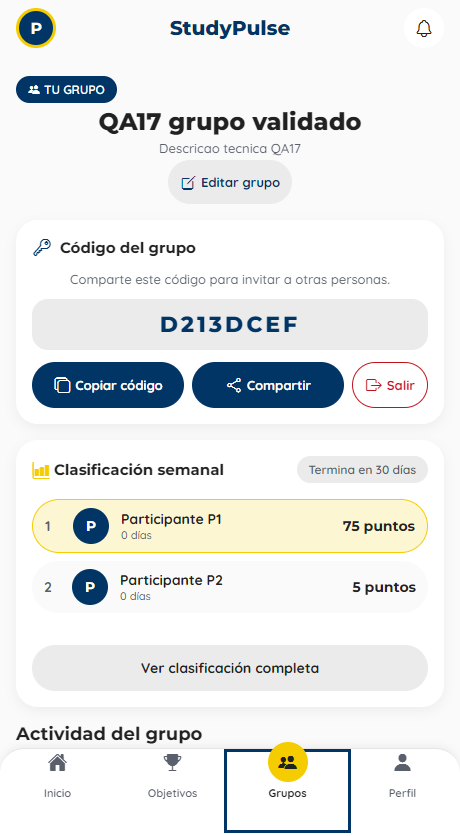 P
StudyPulse
TU GRUPO
QA17 grupo validado
Descricao tecnica QA17
Editar grupo
Código del grupo
Comparte este código para invitar a otras personas.
D213DCEF
Copiar código
Compartir
Salir
Clasificación semanal
Termina en 30 días
1
P
Participante P1
0 días
75 puntos
2
P
Participante P2
0 días
5 puntos
Ver clasificación completa
Actividad del grupo
Inicio
Objetivos
Grupos
Perfil